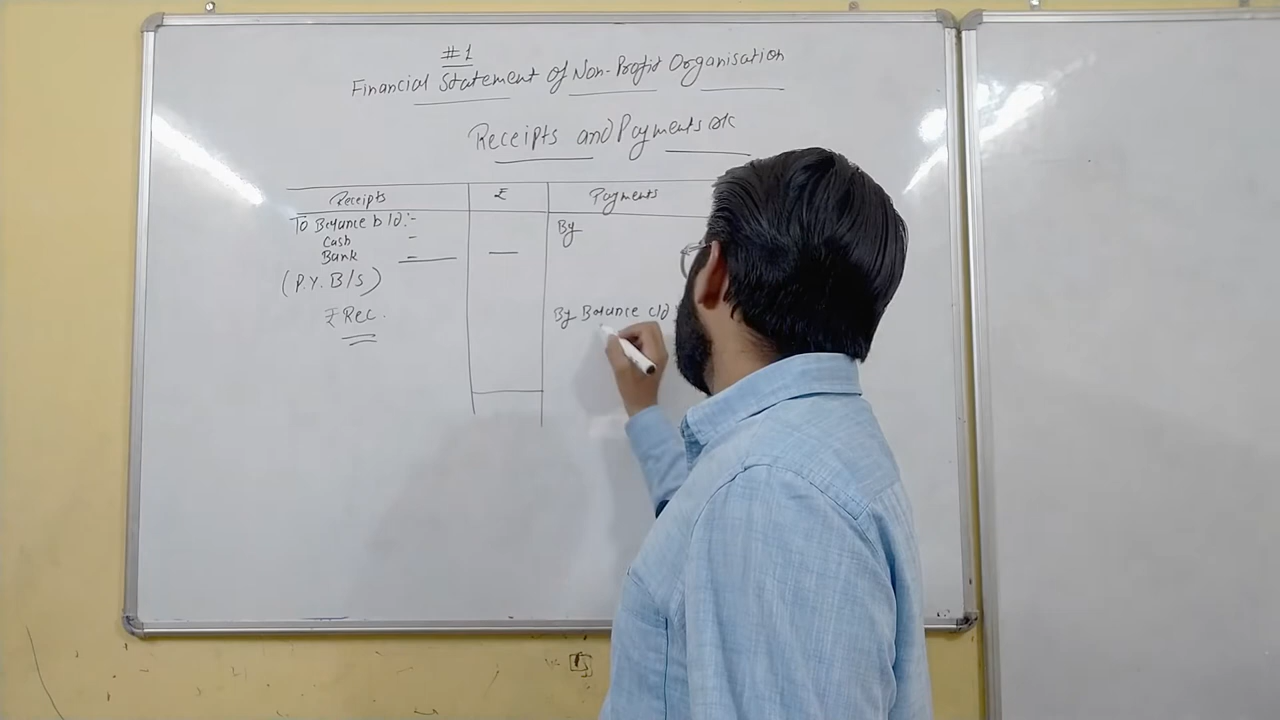 #1
Financial Statement of Non-Profit Organisation
Receipts and Payments a/c
Receipts ₹ Payments
To Balance b/d:- By
Cash -
Bank - —
(P.Y. B/S)
₹ Rec.
By Balance c/d